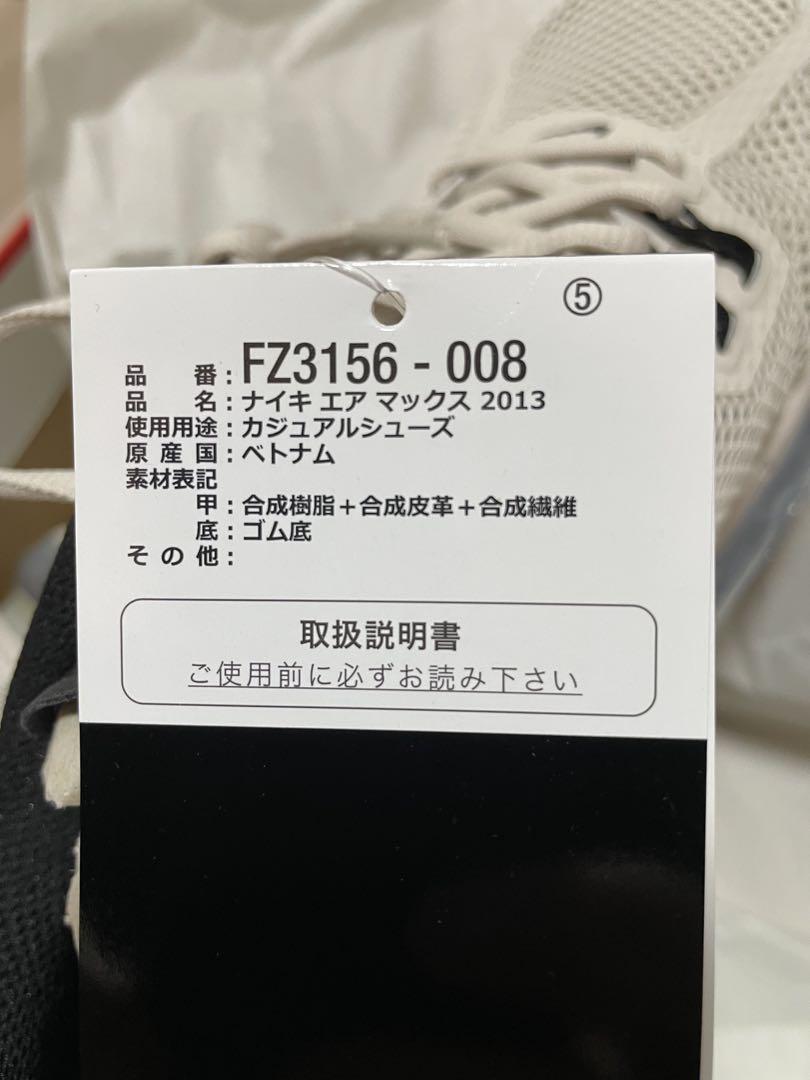 ⑤
品番：FZ3156 - 008
品名：ナイキ エア マックス 2013
使用用途：カジュアルシューズ
原産国：ベトナム
素材表記
甲：合成樹脂＋合成皮革＋合成繊維
底：ゴム底
その他：
取扱説明書
ご使用前に必ずお読み下さい